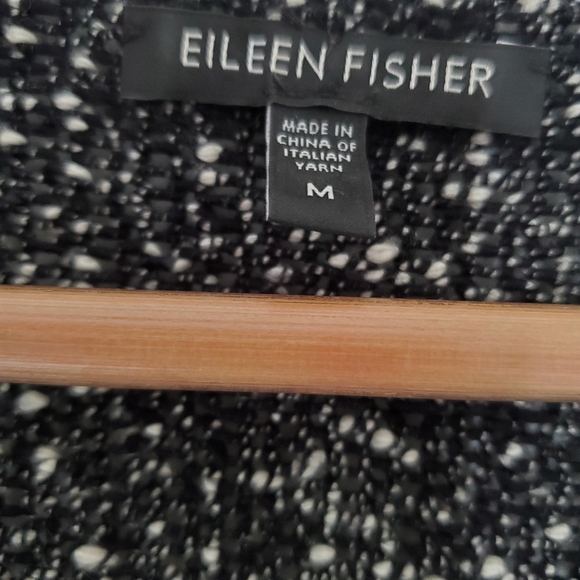 EILEEN FISHER
MADE IN
CHINA OF
ITALIAN
YARN
M